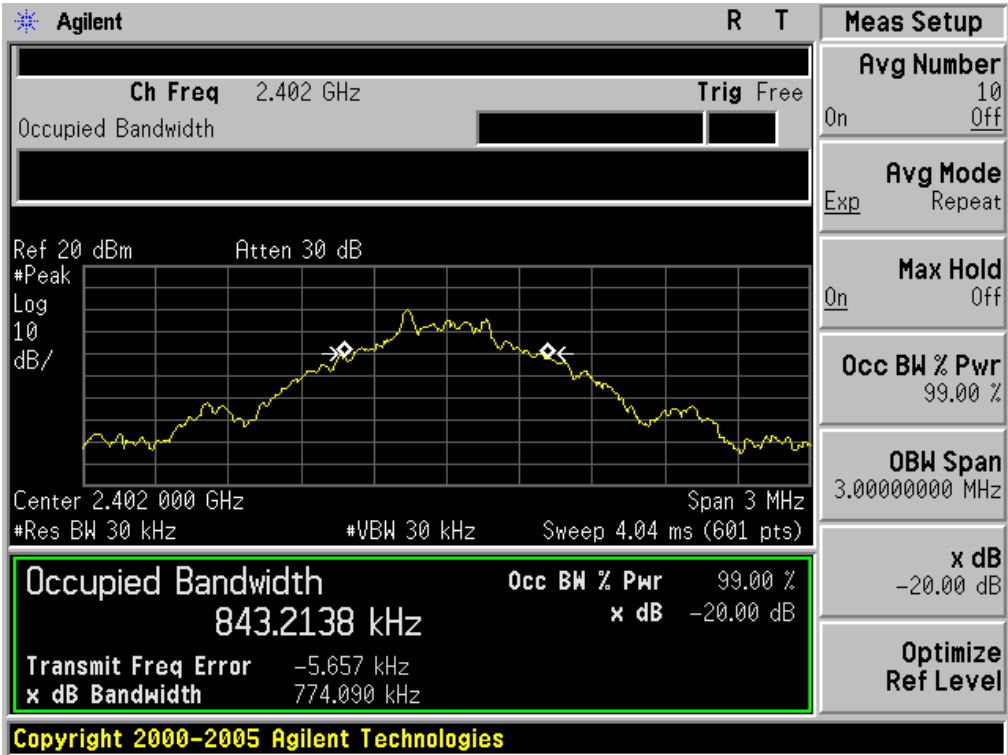 Agilent R T
Ch Freq 2.402 GHz Trig Free
Occupied Bandwidth
Ref 20 dBm Atten 30 dB
#Peak
Log
10
dB/
Center 2.402 000 GHz Span 3 MHz
#Res BW 30 kHz #VBW 30 kHz Sweep 4.04 ms (601 pts)
Occupied Bandwidth
843.2138 kHz
Occ BW % Pwr 99.00 %
x dB -20.00 dB
Transmit Freq Error -5.657 kHz
x dB Bandwidth 774.090 kHz
Copyright 2000-2005 Agilent Technologies
Meas Setup
Avg Number
10
On Off
Avg Mode
Exp Repeat
Max Hold
On Off
Occ BW % Pwr
99.00 %
OBW Span
3.00000000 MHz
x dB
-20.00 dB
Optimize
Ref Level